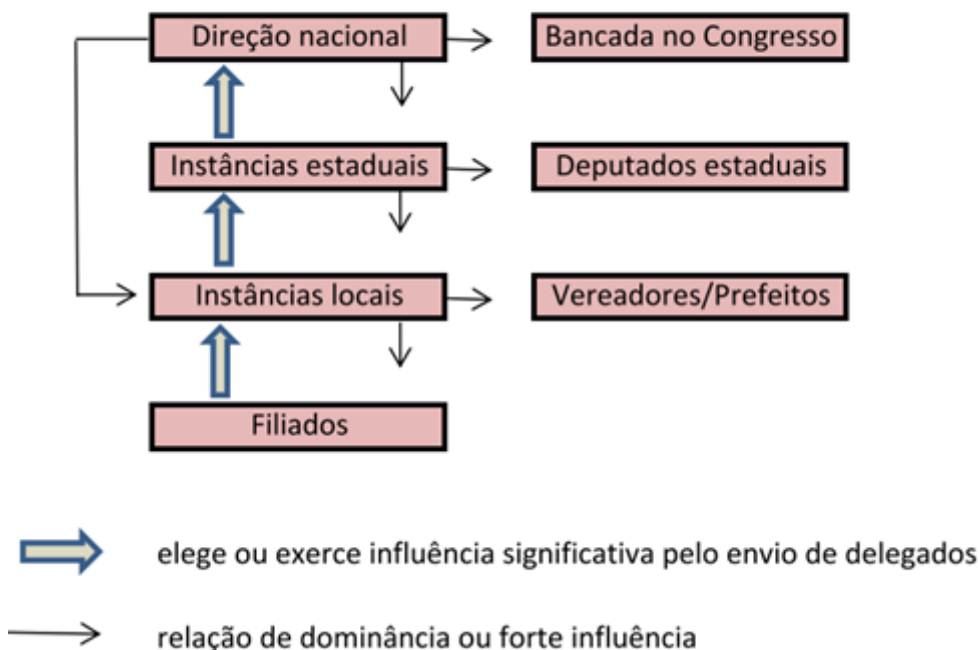 Direção nacional
Bancada no Congresso
Instâncias estaduais
Deputados estaduais
Instâncias locais
Vereadores/Prefeitos
Filiados
elege ou exerce influência significativa pelo envio de delegados
relação de dominância ou forte influência